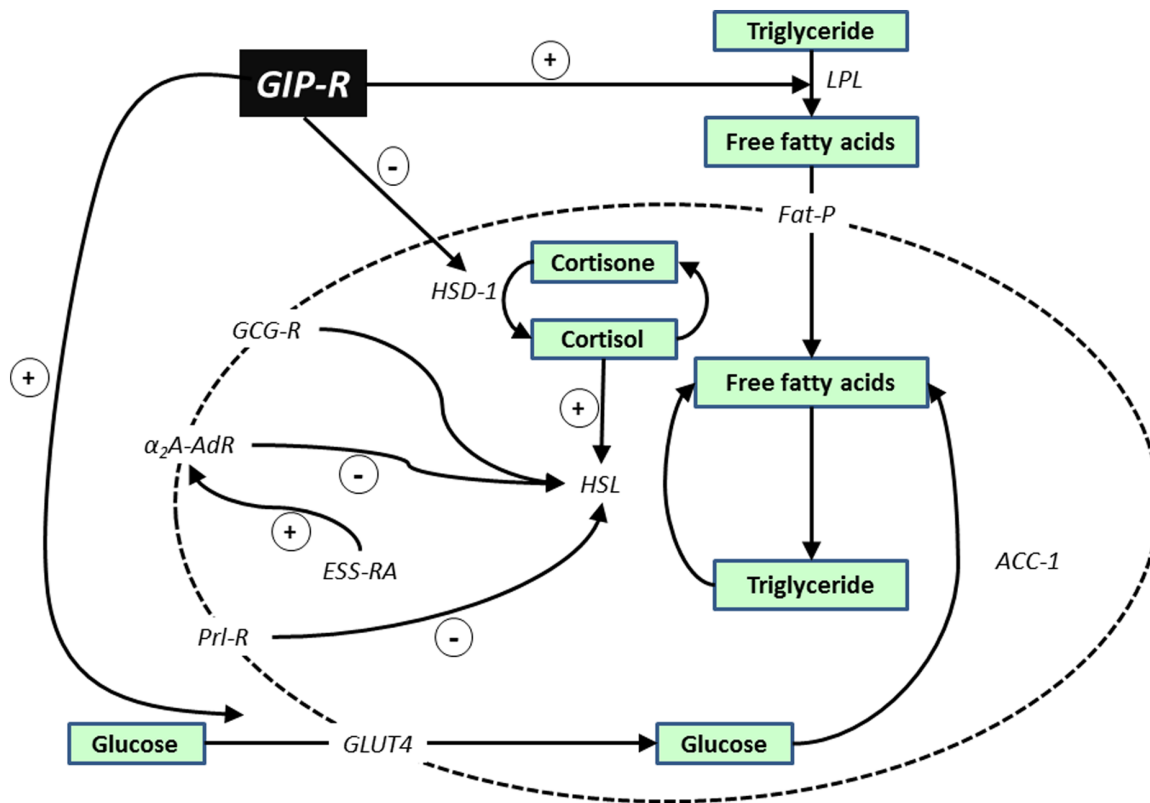 Triglyceride
+
GIP-R
LPL
Free fatty acids
-
Fat-P
Cortisone
HSD-1
GCG-R
Cortisol
+
Free fatty acids
+
α₂A-AdR
-
HSL
+
ESS-RA
ACC-1
Triglyceride
Prl-R
-
Glucose
GLUT4
Glucose